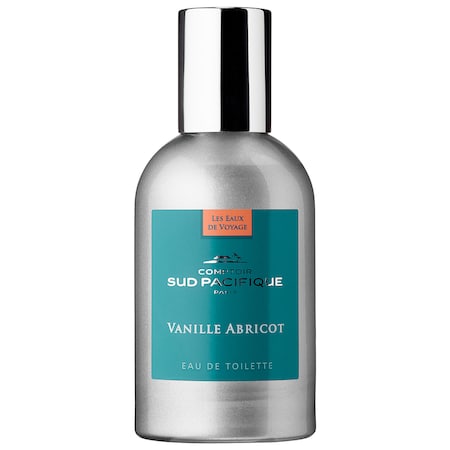 LES EAUX
DE VOYAGE
COMPTOIR
SUD PACIFIQUE
PARIS
VANILLE ABRICOT
EAU DE TOILETTE